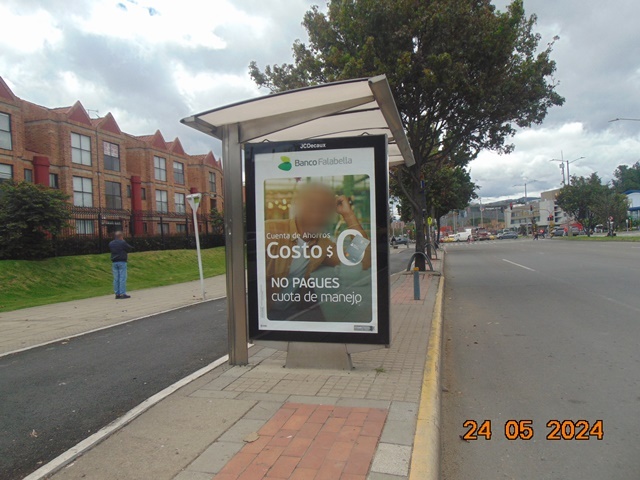 JCDecaux
Banco Falabella
Cuenta de Ahorros
Costo $ 0
NO PAGUES
cuota de manejo
24 05 2024